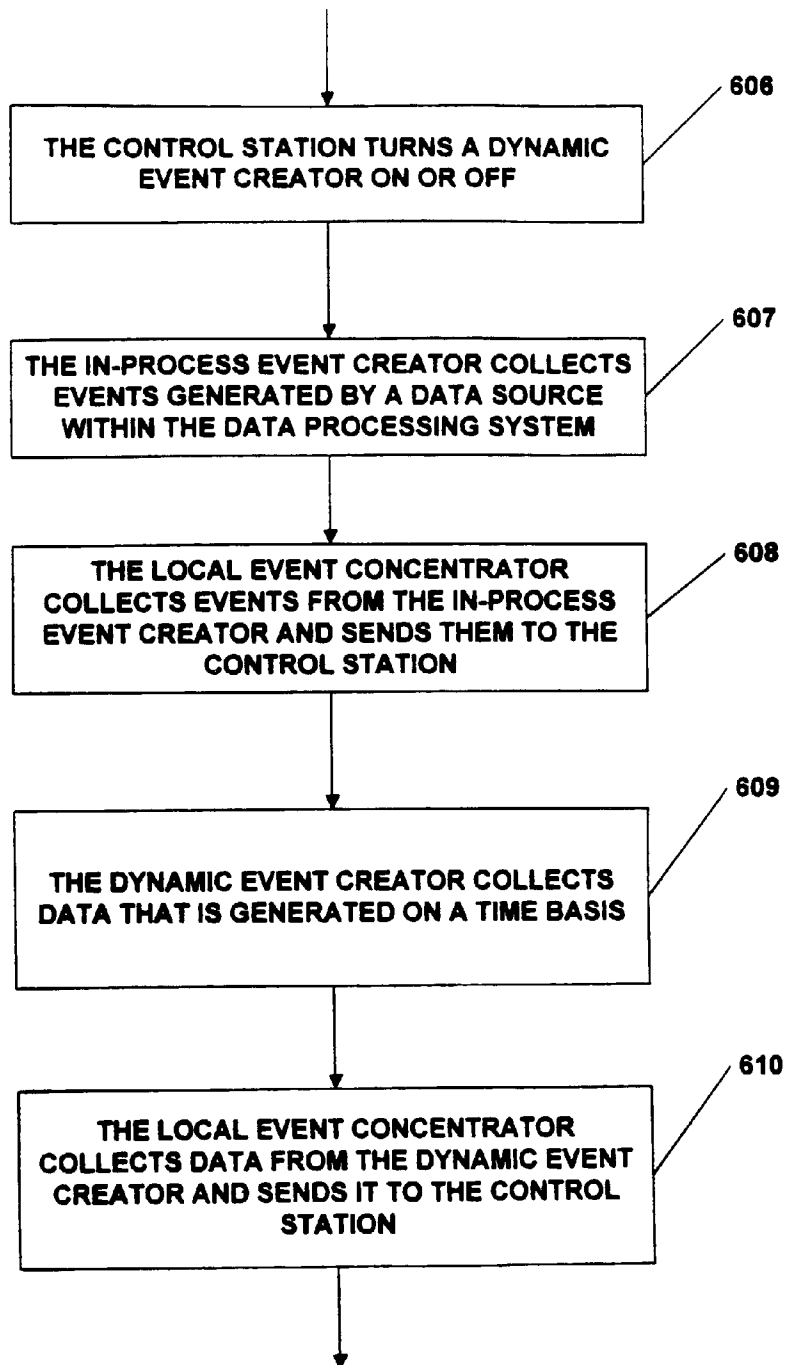 606
THE CONTROL STATION TURNS A DYNAMIC
EVENT CREATOR ON OR OFF
607
THE IN-PROCESS EVENT CREATOR COLLECTS
EVENTS GENERATED BY A DATA SOURCE
WITHIN THE DATA PROCESSING SYSTEM
608
THE LOCAL EVENT CONCENTRATOR
COLLECTS EVENTS FROM THE IN-PROCESS
EVENT CREATOR AND SENDS THEM TO THE
CONTROL STATION
609
THE DYNAMIC EVENT CREATOR COLLECTS
DATA THAT IS GENERATED ON A TIME BASIS
610
THE LOCAL EVENT CONCENTRATOR
COLLECTS DATA FROM THE DYNAMIC EVENT
CREATOR AND SENDS IT TO THE CONTROL
STATION